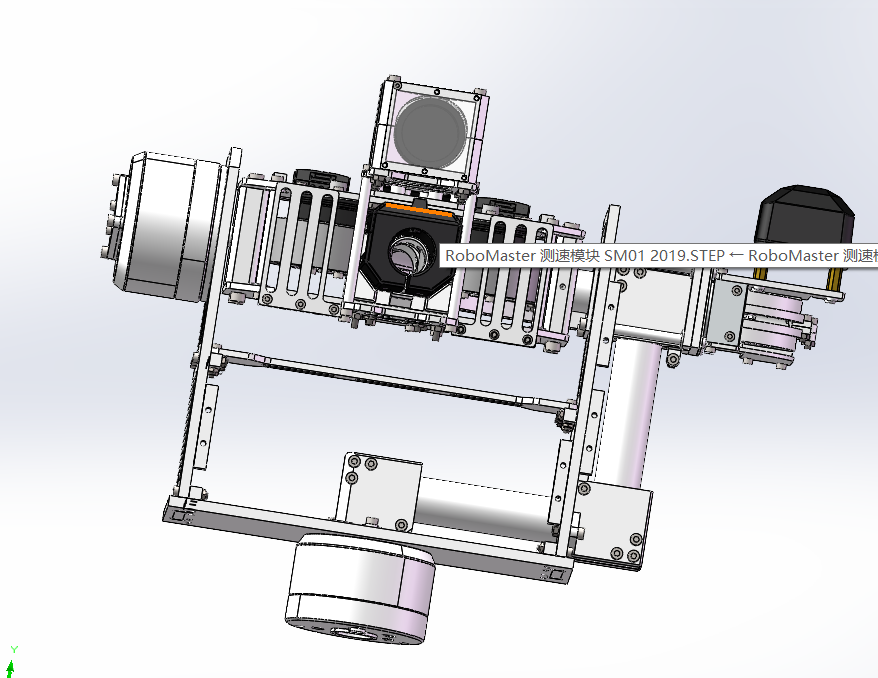 RoboMaster 测速模块 SM01 2019.STEP ← RoboMaster 测速
Y